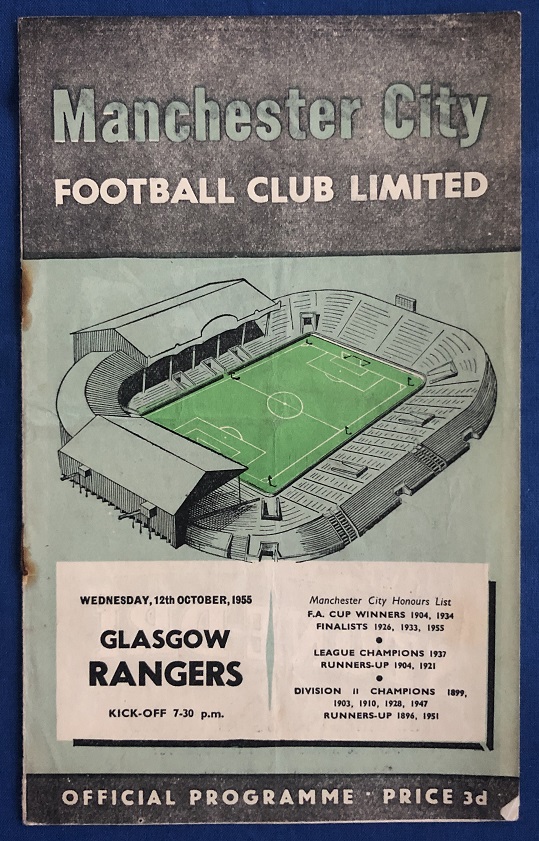 Manchester City
FOOTBALL CLUB LIMITED
WEDNESDAY, 12th OCTOBER, 1955
GLASGOW
RANGERS
KICK-OFF 7-30 p.m.
Manchester City Honours List
F.A. CUP WINNERS 1904, 1934
FINALISTS 1926, 1933, 1955
●
LEAGUE CHAMPIONS 1937
RUNNERS-UP 1904, 1921
●
DIVISION II CHAMPIONS 1899,
1903, 1910, 1928, 1947
RUNNERS-UP 1896, 1951
OFFICIAL PROGRAMME · PRICE 3d